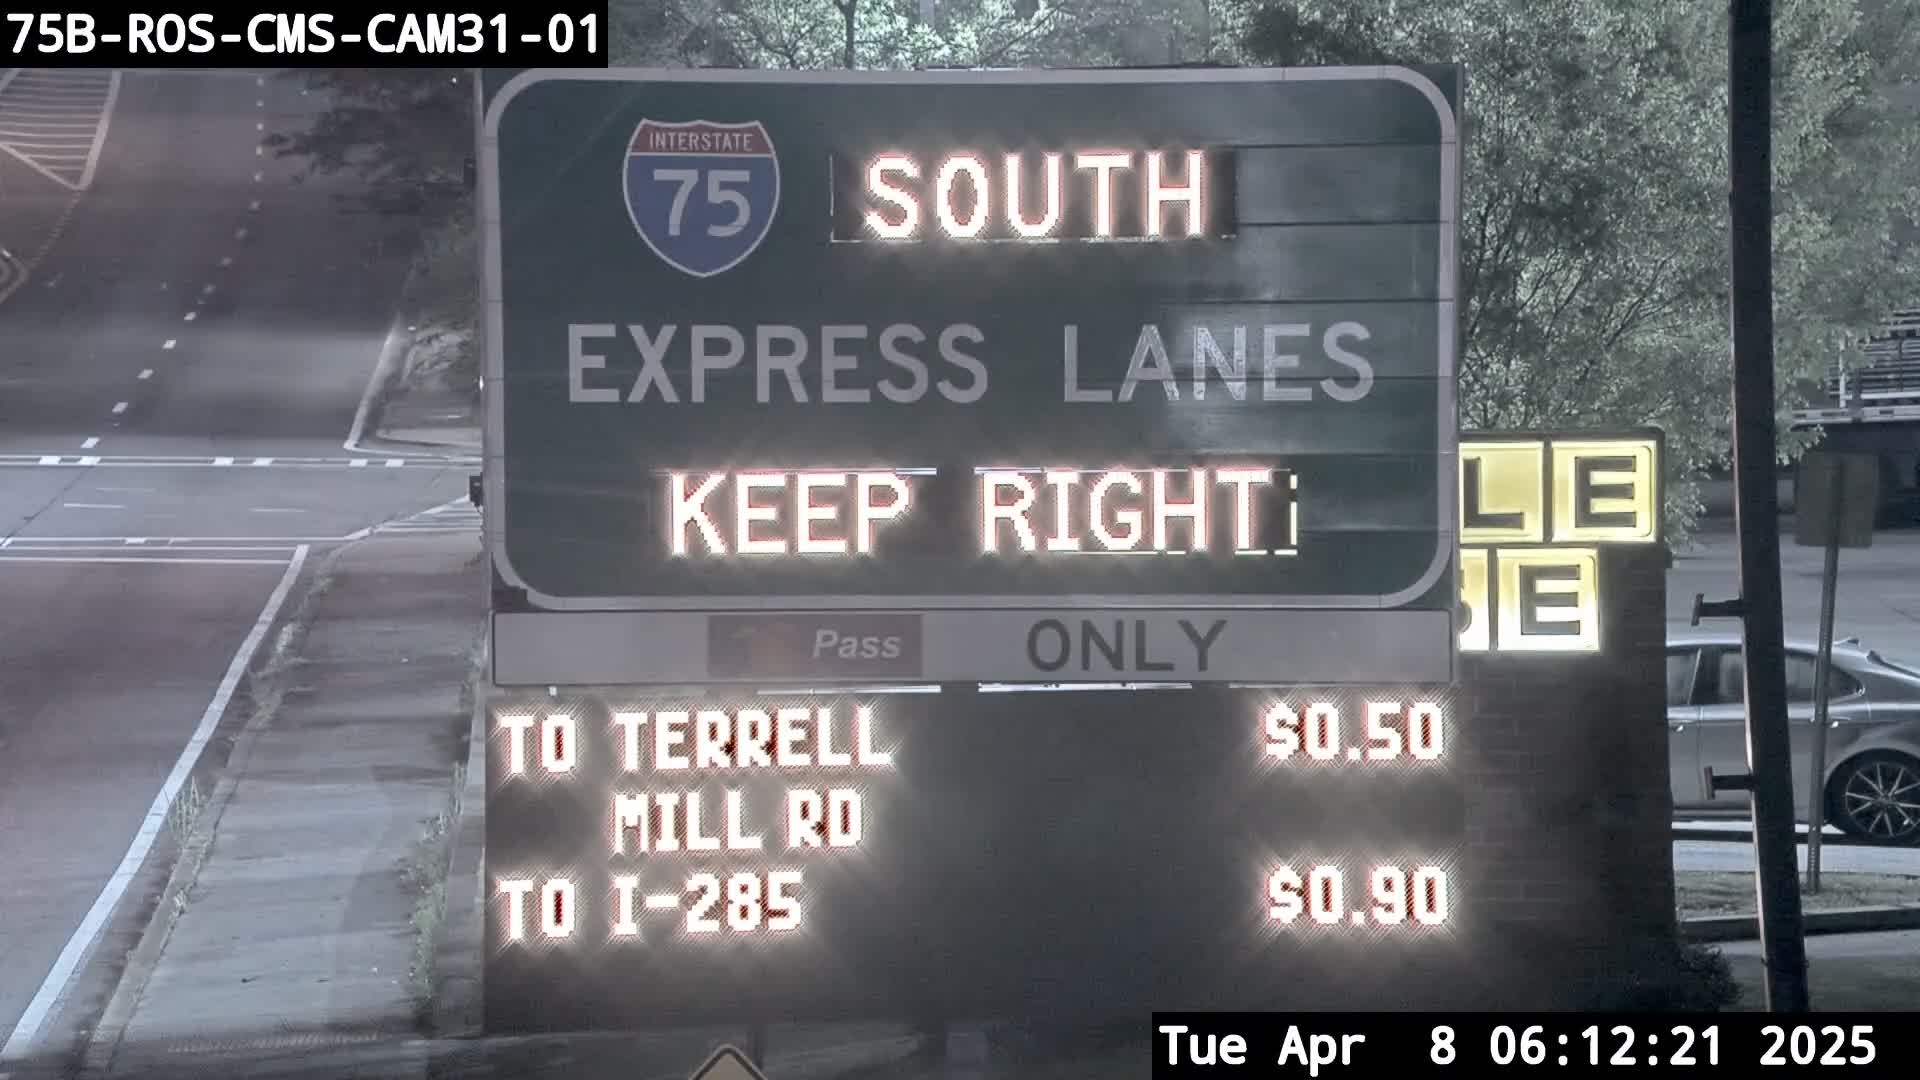 75B-ROS-CMS-CAM31-01
INTERSTATE
75
SOUTH
EXPRESS LANES
KEEP RIGHT
Pass ONLY
TO TERRELL $0.50
MILL RD
TO I-285 $0.90
LE
E
Tue Apr 8 06:12:21 2025